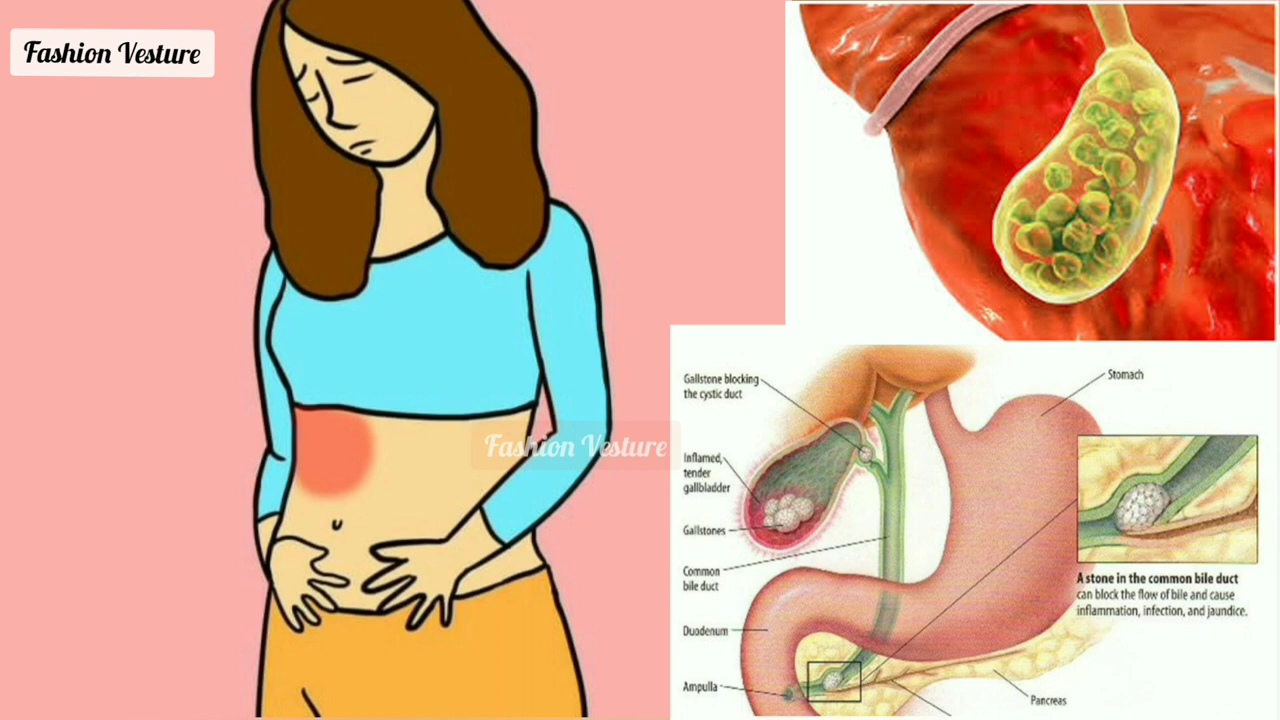 Fashion Vesture
Fashion Vesture
Gallstone blocking
the cystic duct
Stomach
Inflamed,
tender
gallbladder
Gallstones
Common
bile duct
A stone in the common bile duct
can block the flow of bile and cause
inflammation, infection, and jaundice.
Duodenum
Ampulla
Pancreas